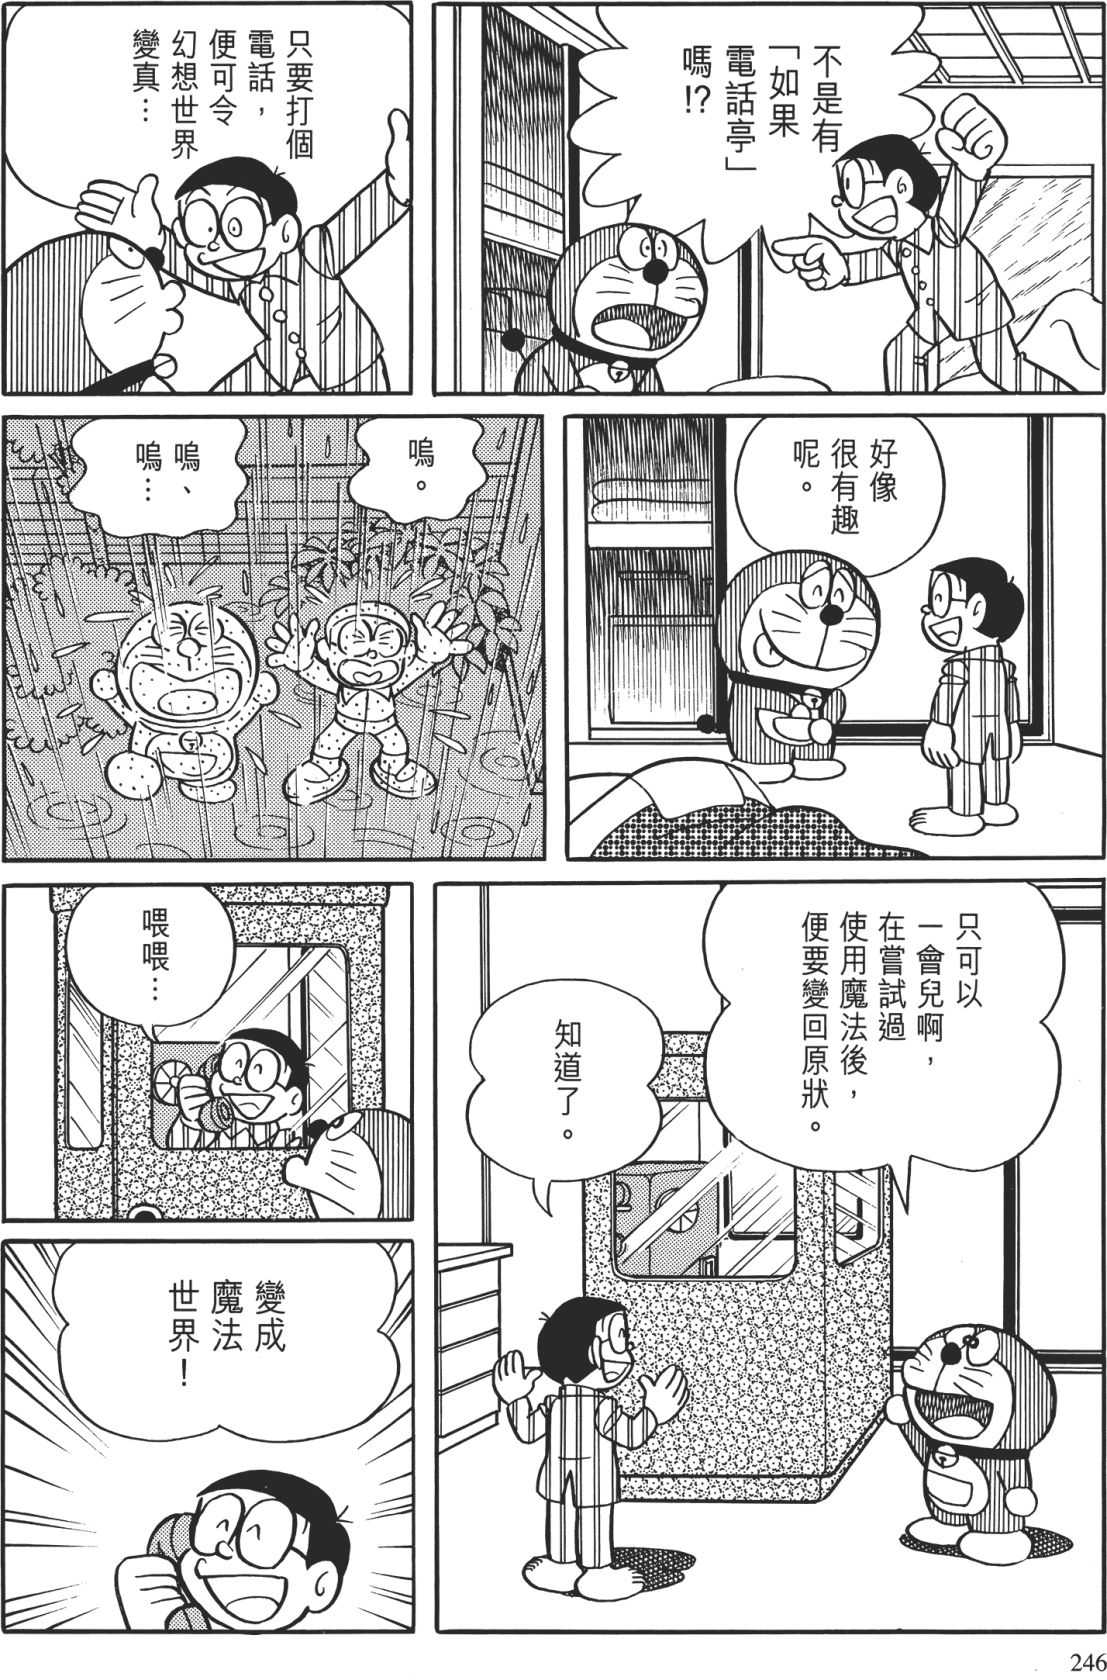 不是有
「如果
電話亭」
嗎!?
只要打個
電話，
便可令
幻想世界
變真…
好像
很有趣
呢。
嗚。
嗚、
嗚…
只可以
一會兒啊，
在嘗試過
使用魔法後，
便要變回原狀。
知道了。
喂喂…
變成
魔法
世界！
246